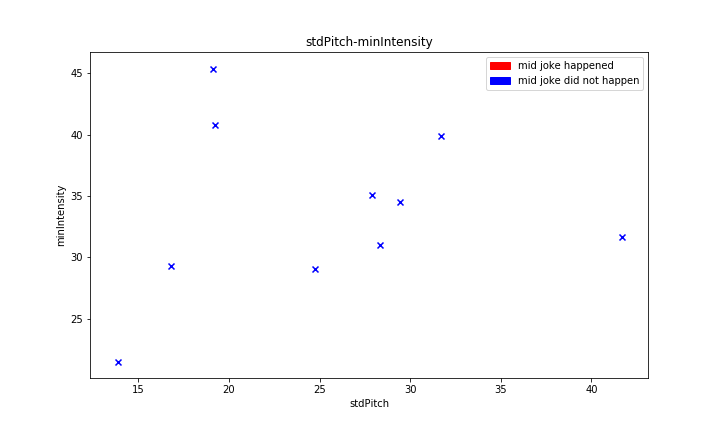 stdPitch-minIntensity
mid joke happened
mid joke did not happen
45
40
35
30
25
minIntensity
15 20 25 30 35 40
stdPitch